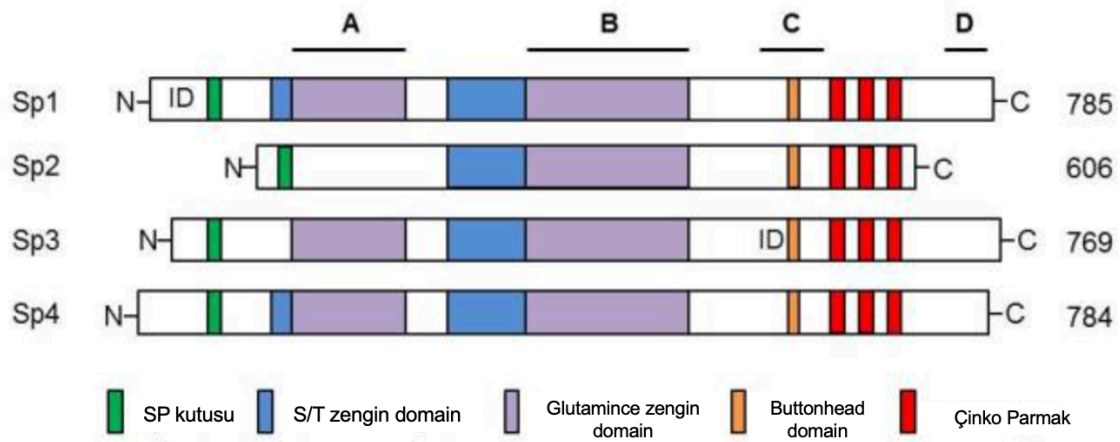 A B C D
Sp1 N ID C 785
Sp2 N C 606
Sp3 N ID C 769
Sp4 N C 784
SP kutusu
S/T zengin domain
Glutamince zengin
domain
Buttonhead
domain
Çinko Parmak